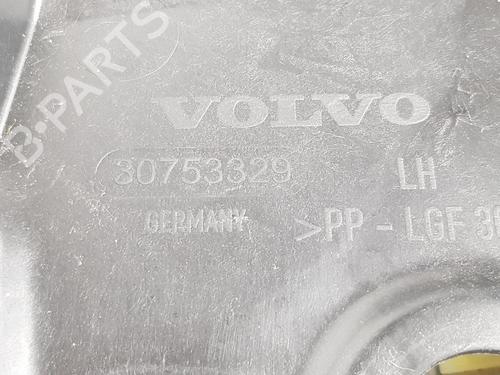 B-PARTS
VOLVO
30753329
LH
GERMANY
>PP - LGF